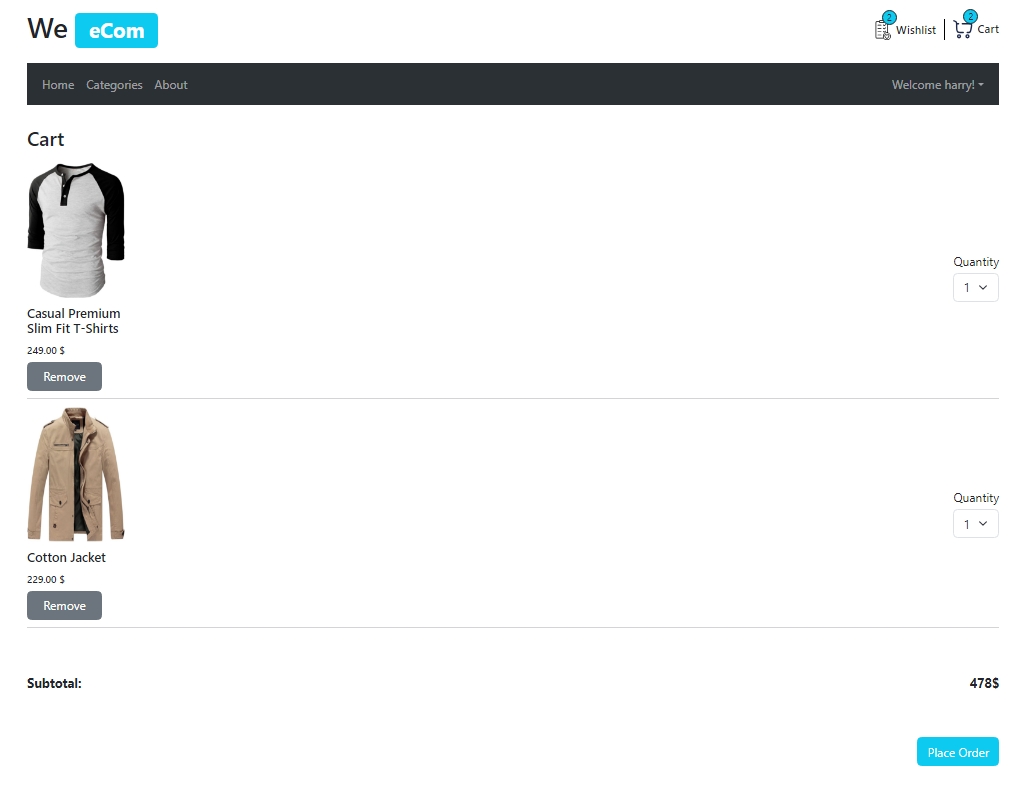 We eCom
2
Wishlist
2
Cart
Home Categories About
Welcome harry!
Cart
Casual Premium
Slim Fit T-Shirts
249.00 $
Remove
Quantity
1
Cotton Jacket
229.00 $
Remove
Quantity
1
Subtotal:
478$
Place Order